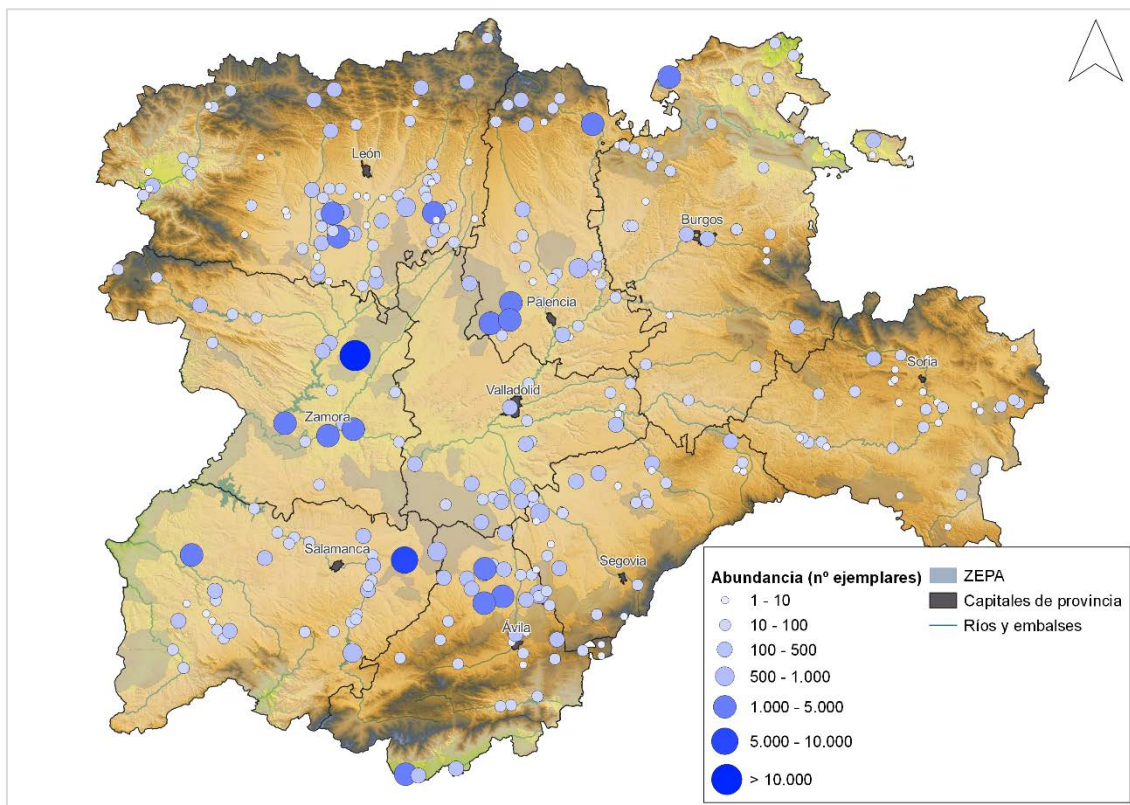 León
Burgos
Palencia
Soria
Valladolid
Zamora
Salamanca
Segovia
Ávila
Abundancia (nº ejemplares)
1 - 10
10 - 100
100 - 500
500 - 1.000
1.000 - 5.000
5.000 - 10.000
> 10.000
ZEPA
Capitales de provincia
Ríos y embalses